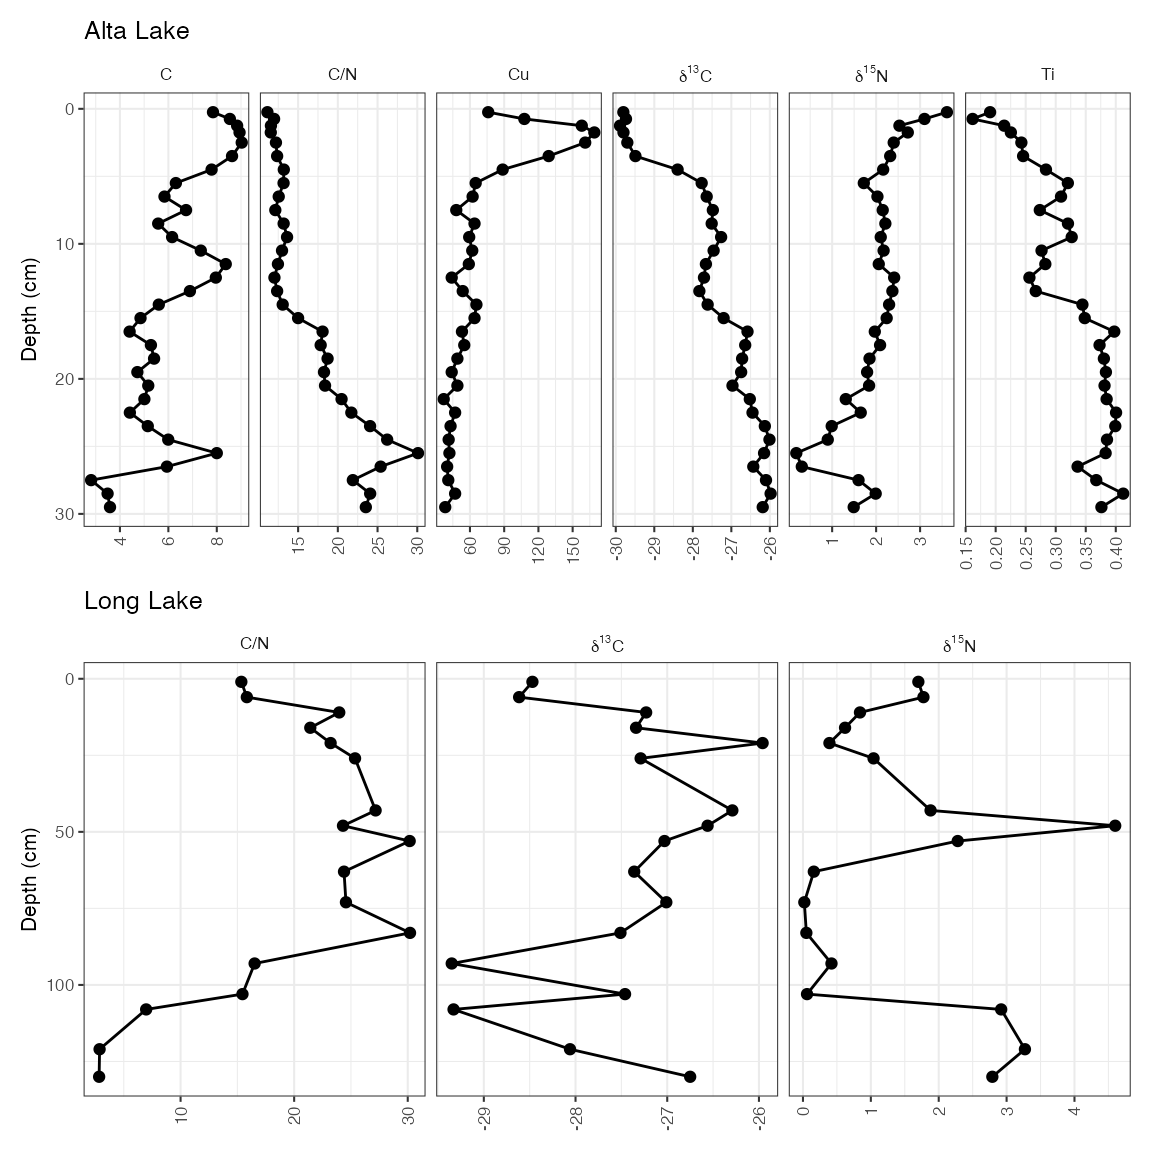 Alta Lake
C C/N Cu δ¹³C δ¹⁵N Ti
Depth (cm)
0
10
20
30
4 6 8 15 20 25 30 60 90 120 150 -30 -29 -28 -27 -26 1 2 3 0.15 0.20 0.25 0.30 0.35 0.40
Long Lake
C/N δ¹³C δ¹⁵N
Depth (cm)
0
50
100
10 20 30 -29 -28 -27 -26 0 1 2 3 4